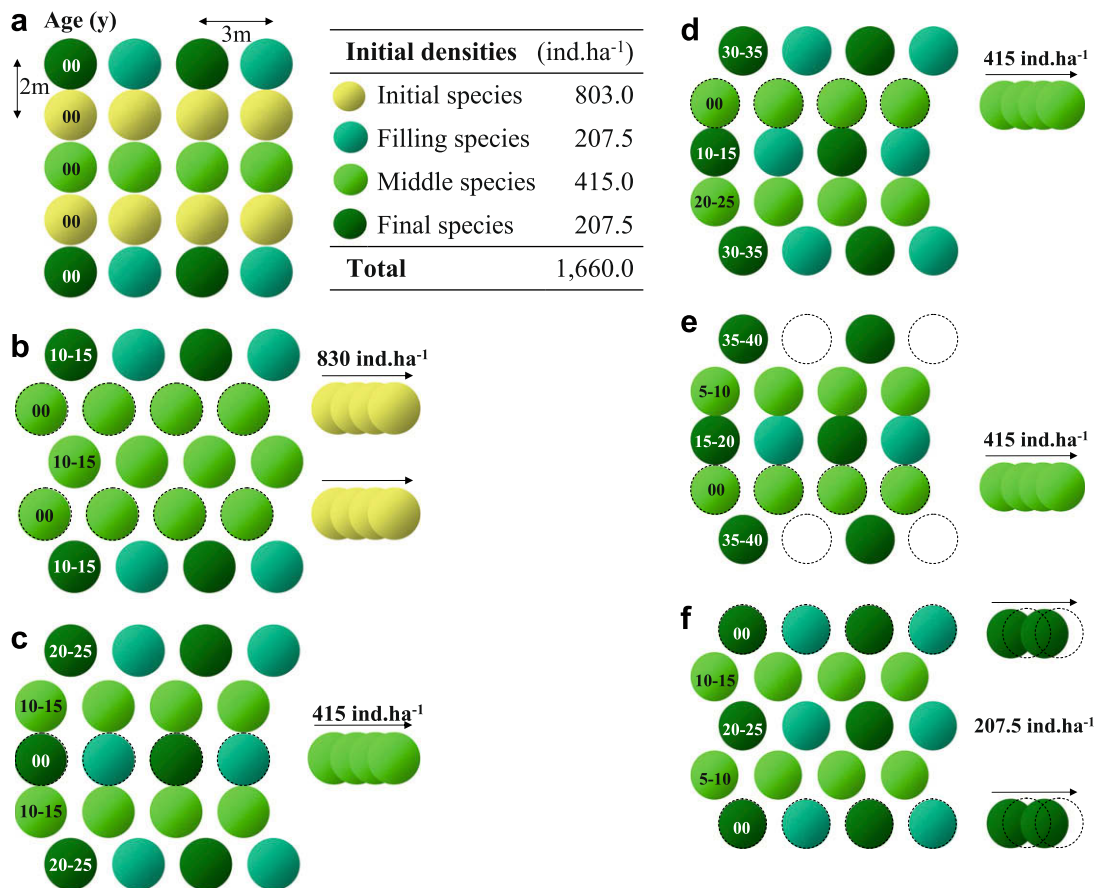 a Age (y)
3m
2m
00
00
00
00
00
Initial densities (ind.ha-1)
Initial species 803.0
Filling species 207.5
Middle species 415.0
Final species 207.5
Total 1,660.0
b
10-15
00
10-15
00
10-15
830 ind.ha-1
c
20-25
10-15
00
10-15
20-25
415 ind.ha-1
d
30-35
00
10-15
20-25
30-35
415 ind.ha-1
e
35-40
5-10
15-20
00
35-40
415 ind.ha-1
f
00
10-15
20-25
5-10
00
207.5 ind.ha-1